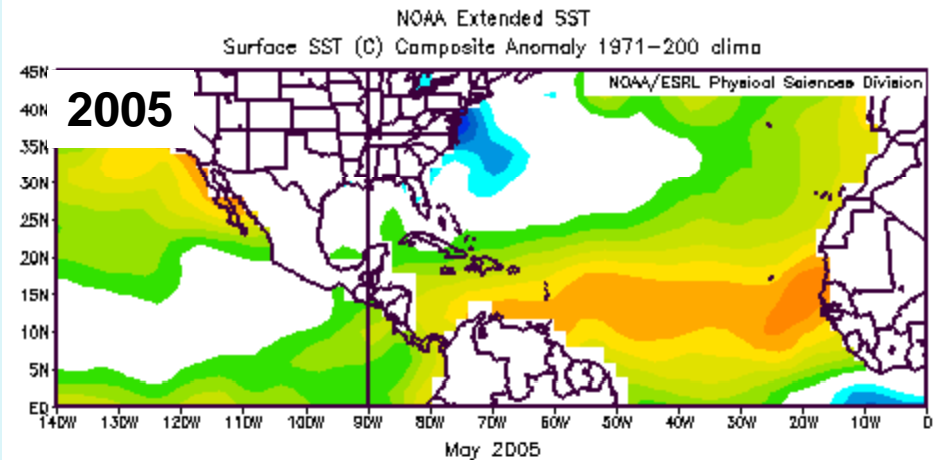 NOAA Extended SST
Surface SST (C) Composite Anomaly 1971-200 clima
NOAA/ESRL Physical Sciences Division
2005
45N
40N
35N
30N
25N
20N
15N
10N
5N
EQ
140W 130W 120W 110W 100W 90W 80W 70W 60W 50W 40W 30W 20W 10W 0
May 2005